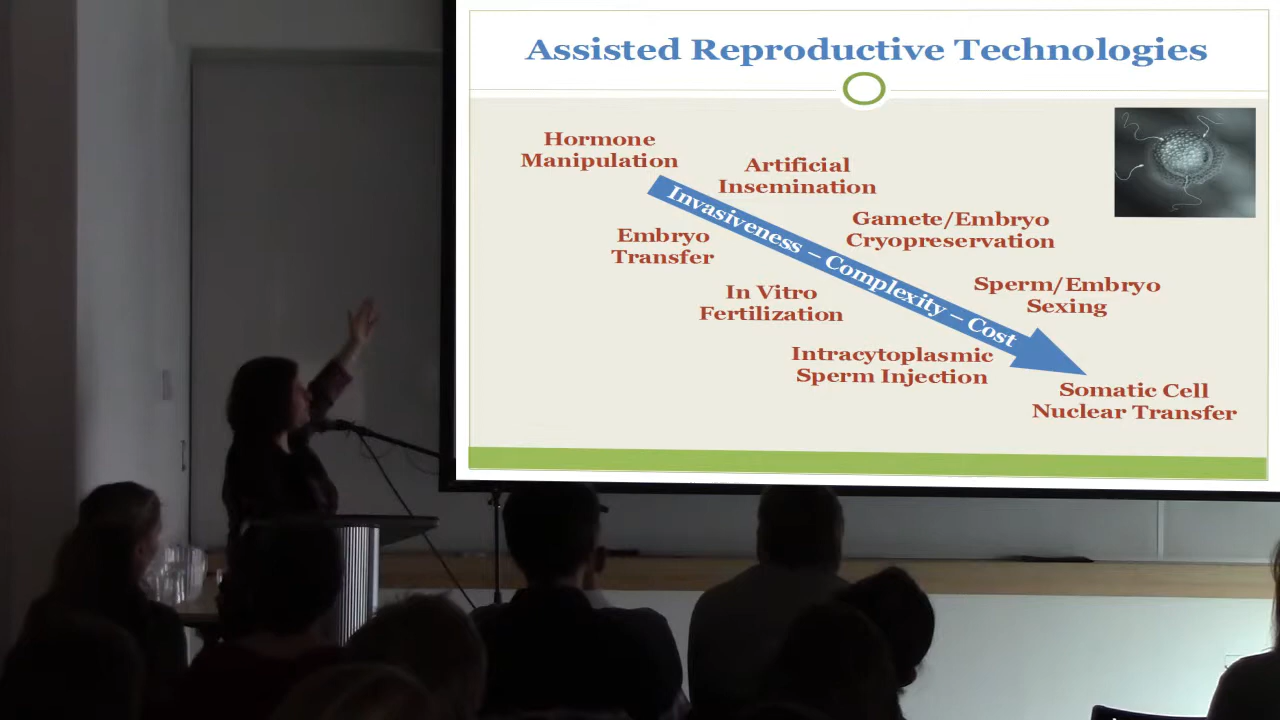 Assisted Reproductive Technologies
Hormone
Manipulation
Artificial
Insemination
Invasiveness – Complexity – Cost
Gamete/Embryo
Cryopreservation
Embryo
Transfer
Sperm/Embryo
Sexing
In Vitro
Fertilization
Intracytoplasmic
Sperm Injection
Somatic Cell
Nuclear Transfer